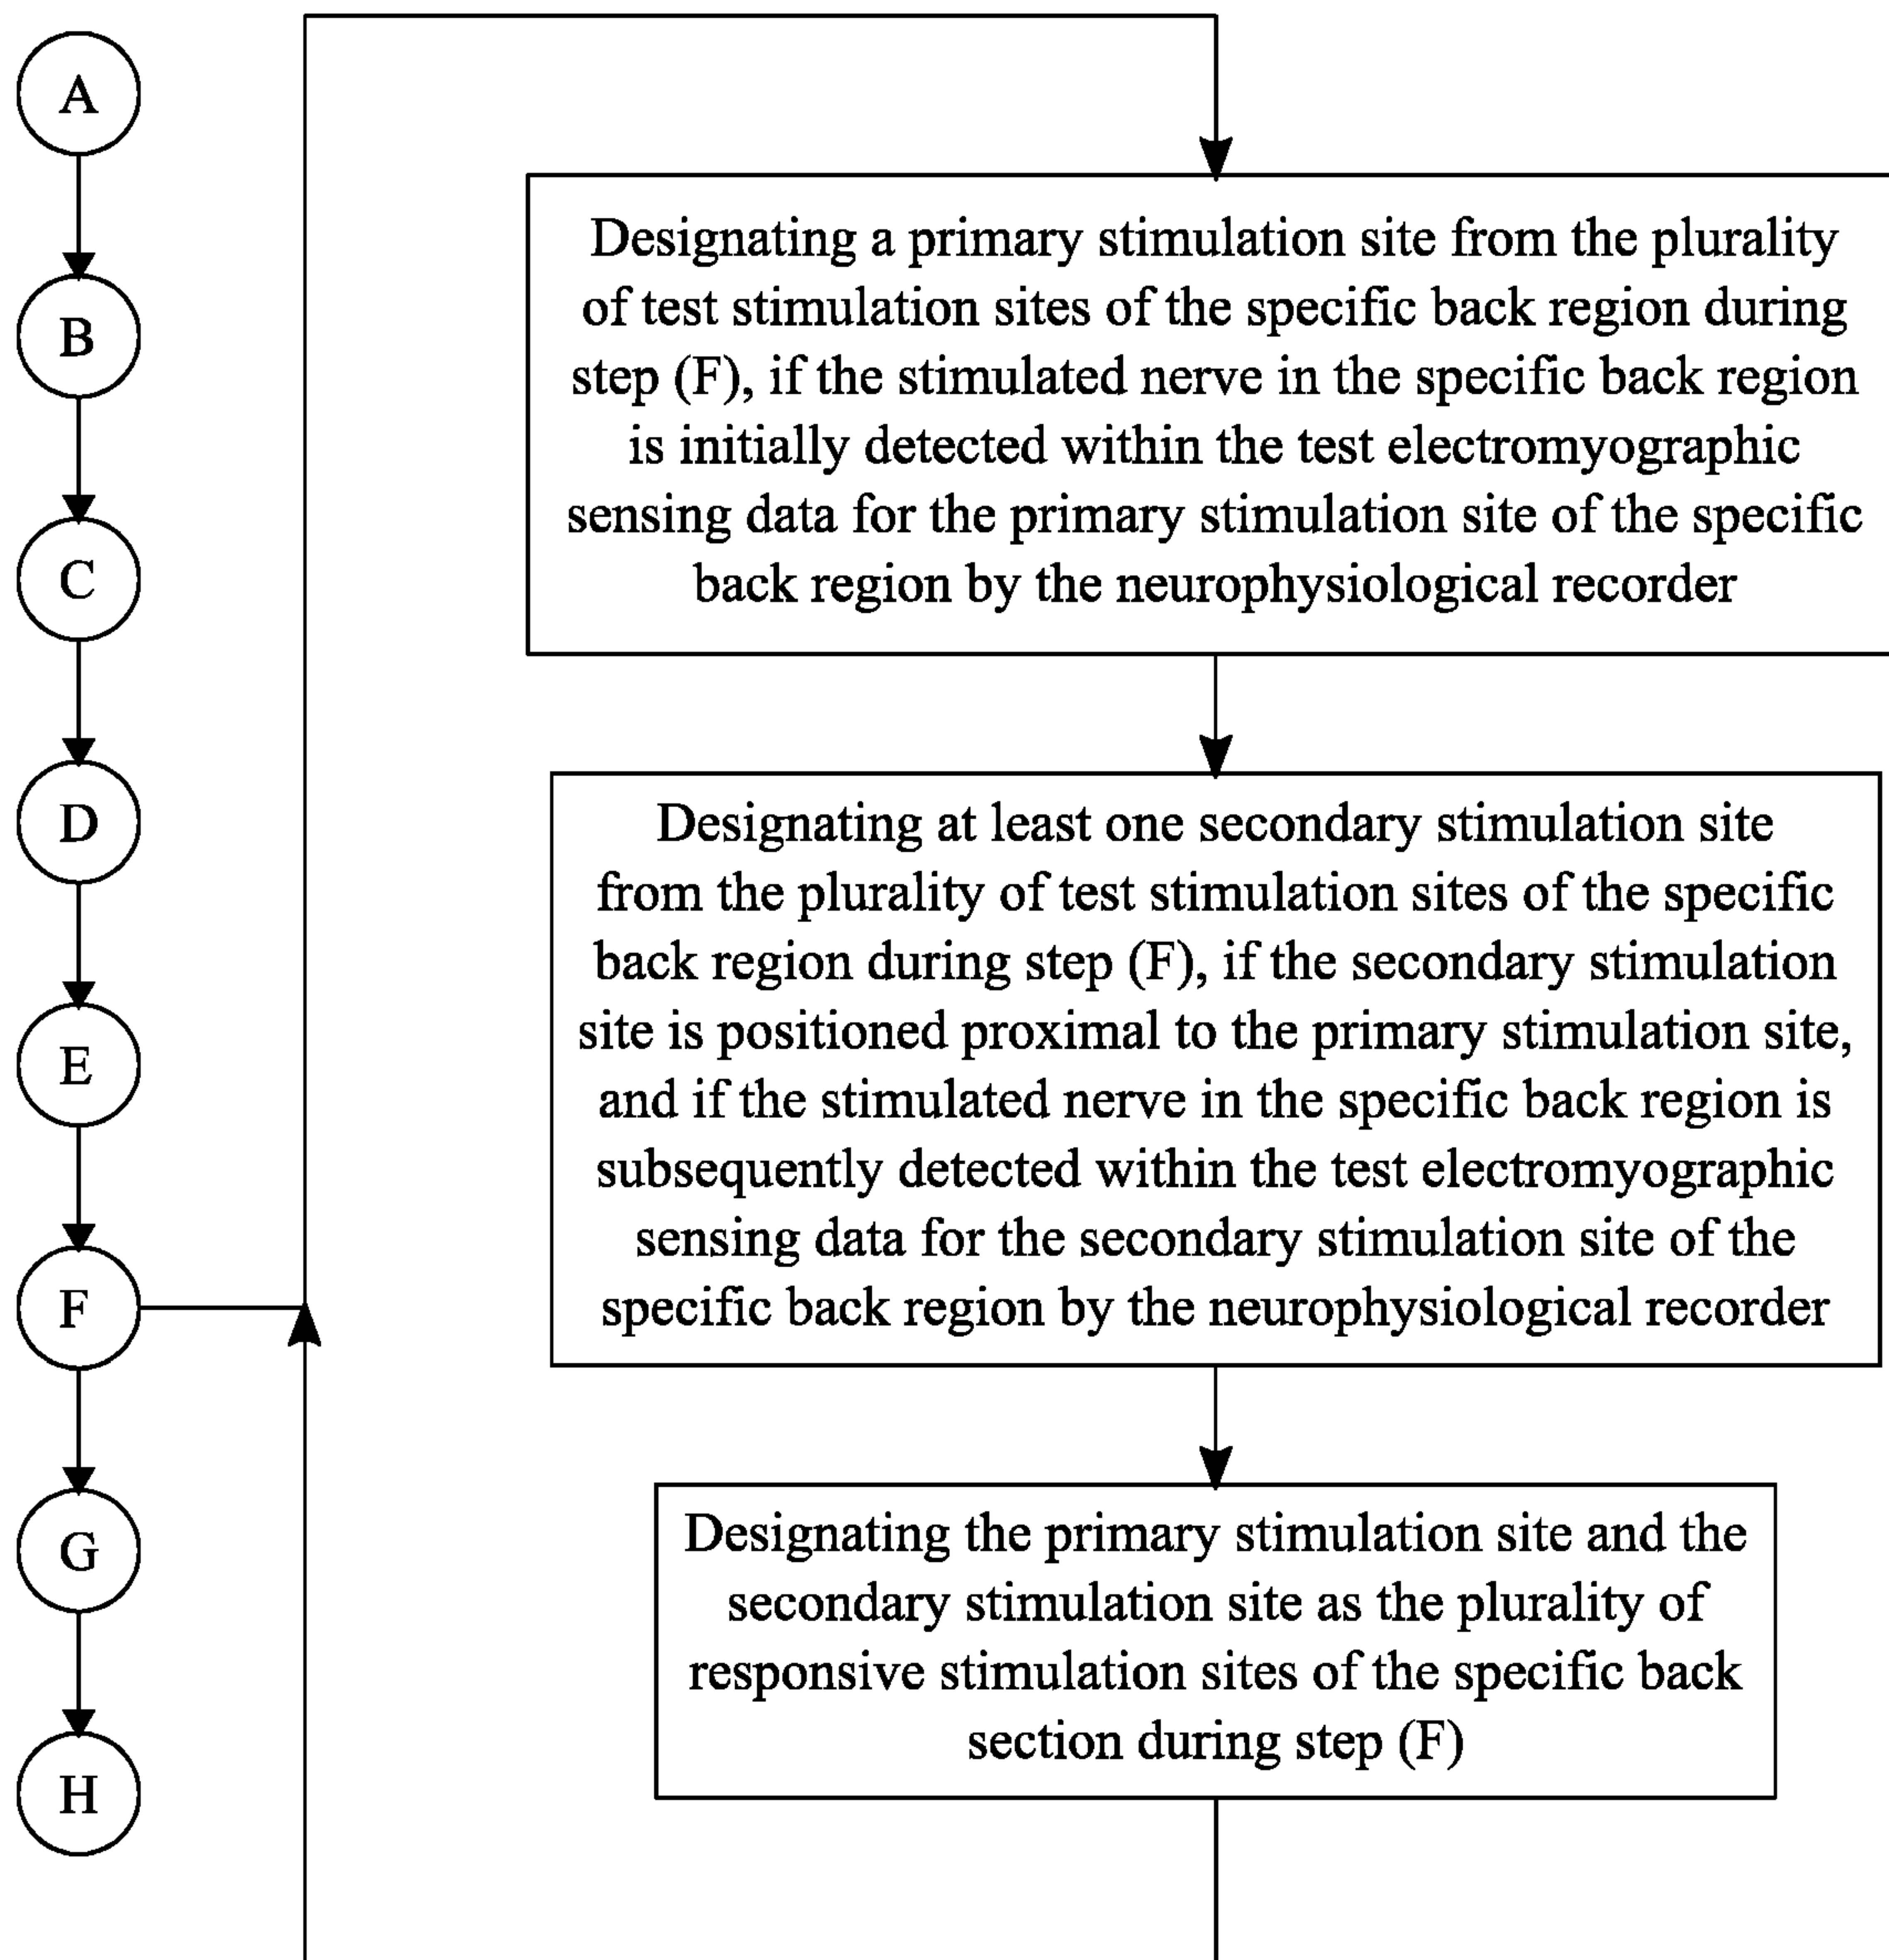 A
B
C
D
E
F
G
H
Designating a primary stimulation site from the plurality
of test stimulation sites of the specific back region during
step (F), if the stimulated nerve in the specific back region
is initially detected within the test electromyographic
sensing data for the primary stimulation site of the specific
back region by the neurophysiological recorder
Designating at least one secondary stimulation site
from the plurality of test stimulation sites of the specific
back region during step (F), if the secondary stimulation
site is positioned proximal to the primary stimulation site,
and if the stimulated nerve in the specific back region is
subsequently detected within the test electromyographic
sensing data for the secondary stimulation site of the
specific back region by the neurophysiological recorder
Designating the primary stimulation site and the
secondary stimulation site as the plurality of
responsive stimulation sites of the specific back
section during step (F)